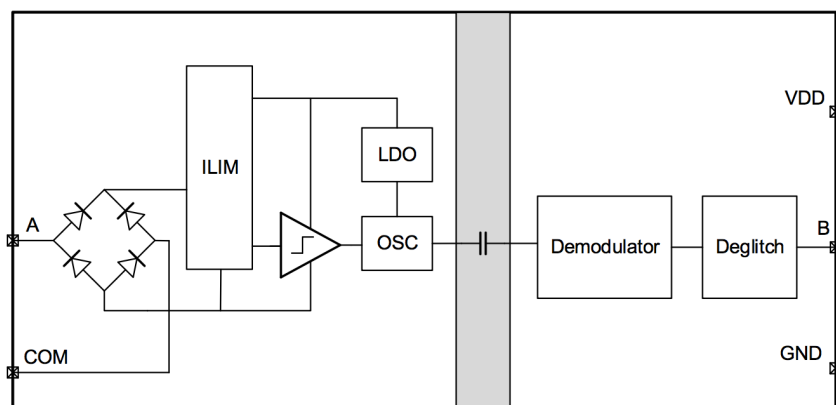 VDD
LDO
ILIM
A
B
OSC
Demodulator
Deglitch
COM
GND